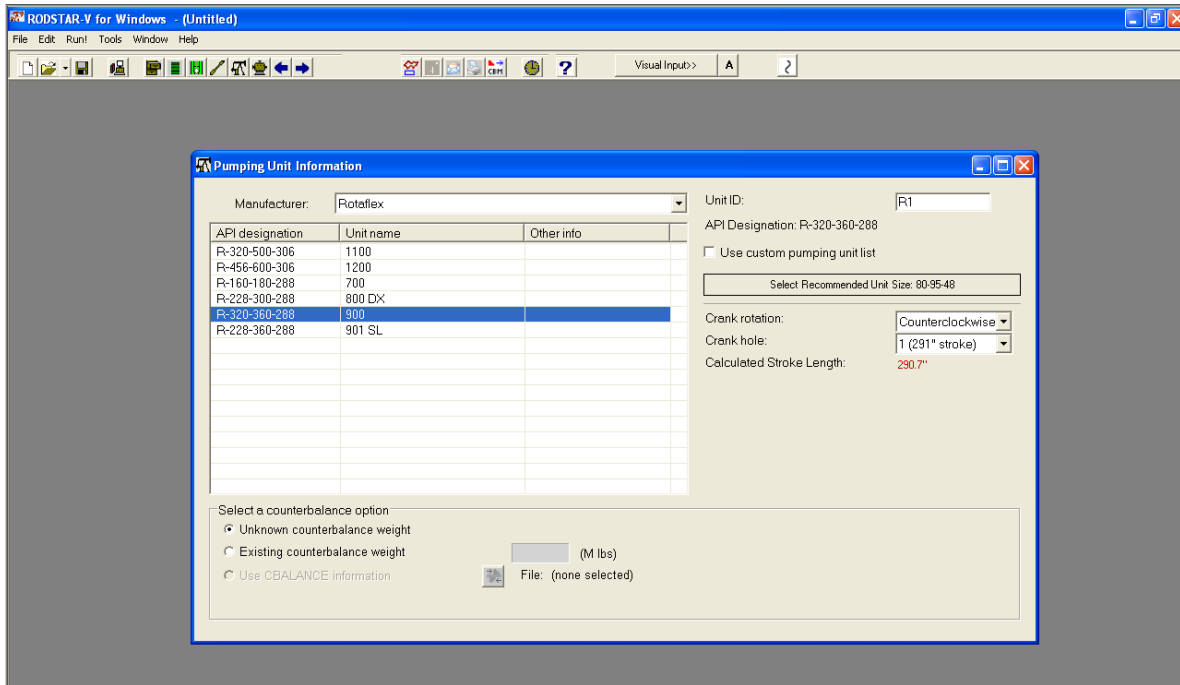 RODSTAR-V for Windows - (Untitled)
File Edit Run! Tools Window Help
CBM ? Visual Input>> A
Pumping Unit Information
Manufacturer: Rotaflex
Unit ID: R1
API Designation: R-320-360-288
API designation Unit name Other info
Use custom pumping unit list
R-320-500-306 1100
R-456-600-306 1200
R-160-180-288 700
Select Recommended Unit Size: 80-95-48
R-228-300-288 800 DX
R-320-360-288 900
Crank rotation: Counterclockwise
R-228-360-288 901 SL
Crank hole: 1 (291" stroke)
Calculated Stroke Length: 290.7"
Select a counterbalance option
Unknown counterbalance weight
Existing counterbalance weight (M lbs)
Use CBALANCE information File: (none selected)